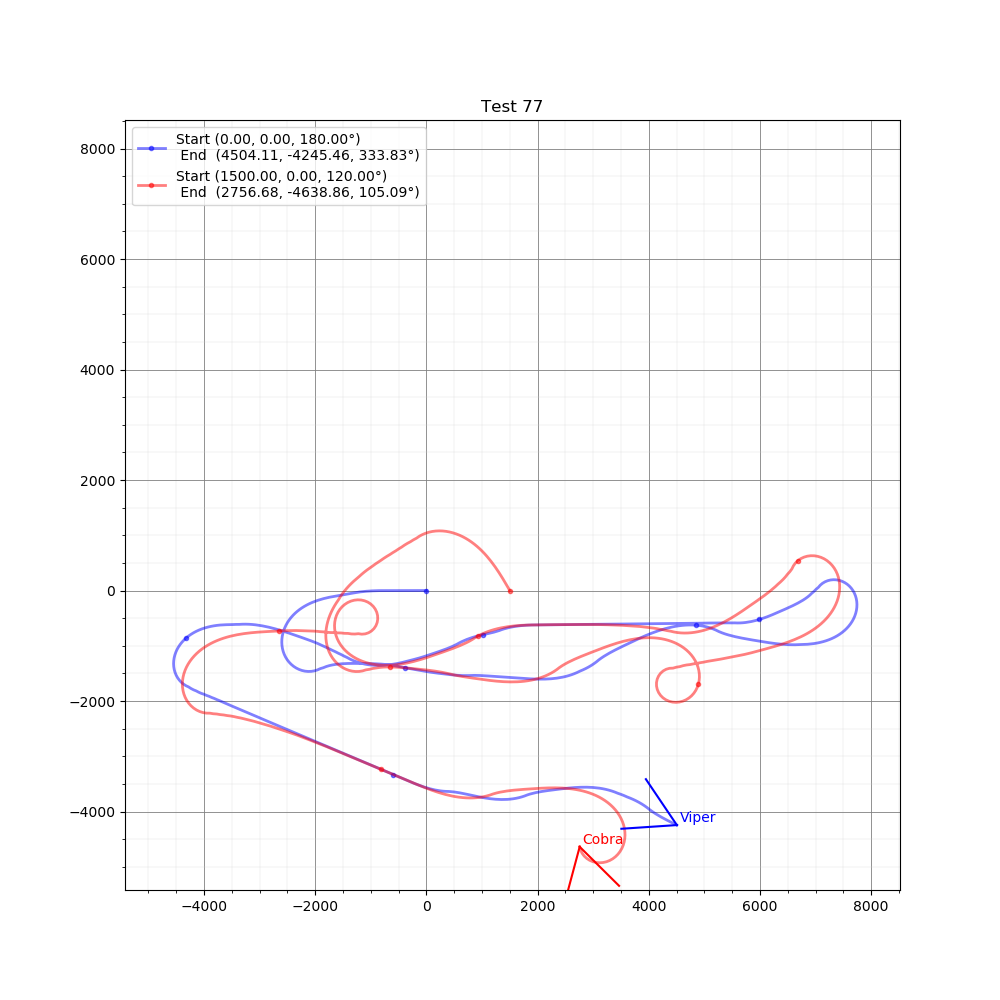 Test 77
Start (0.00, 0.00, 180.00°)
End (4504.11, -4245.46, 333.83°)
Start (1500.00, 0.00, 120.00°)
End (2756.68, -4638.86, 105.09°)
8000
6000
4000
2000
0
−2000
−4000
Viper
Cobra
−4000 −2000 0 2000 4000 6000 8000